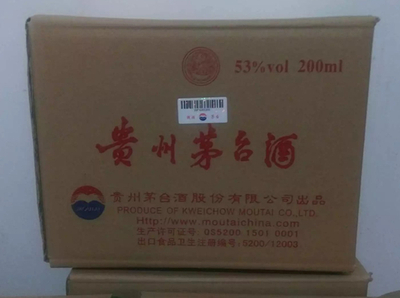 53%vol 200ml
贵州茅台酒
贵州茅台酒股份有限公司出品
PRODUCE OF KWEICHOW MOUTAI CO.,LTD.
http://www.moutaichina.com
生产许可证号: QS5200 1501 0001
出口食品卫生注册编号: 5200/12003